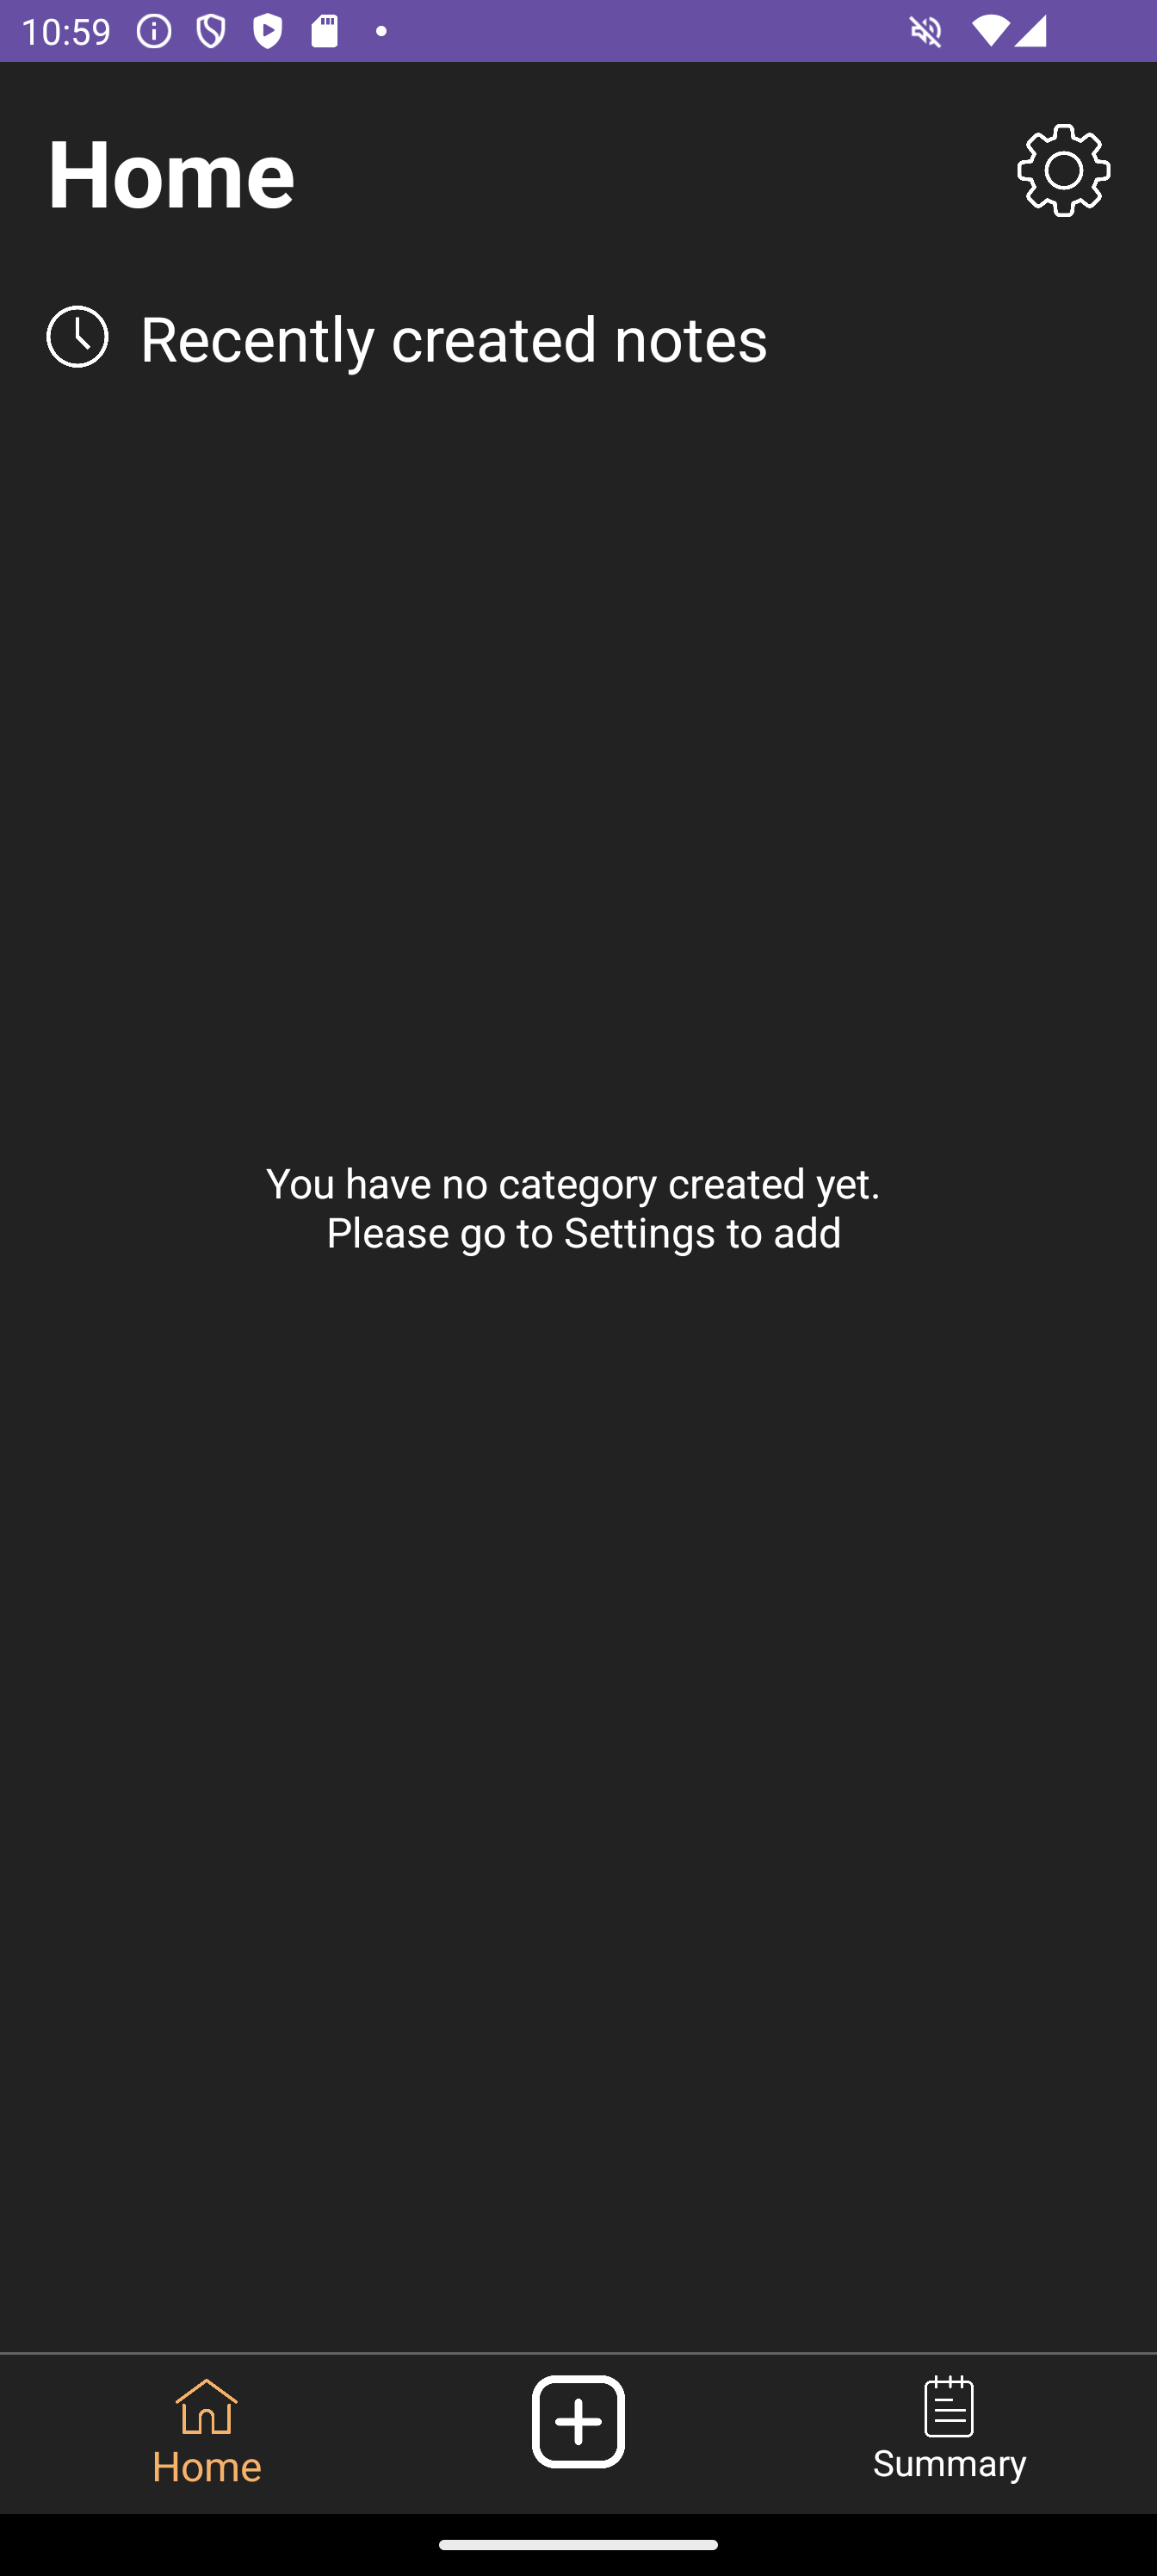 10:59
Home
Recently created notes
You have no category created yet.
Please go to Settings to add
Home
Summary